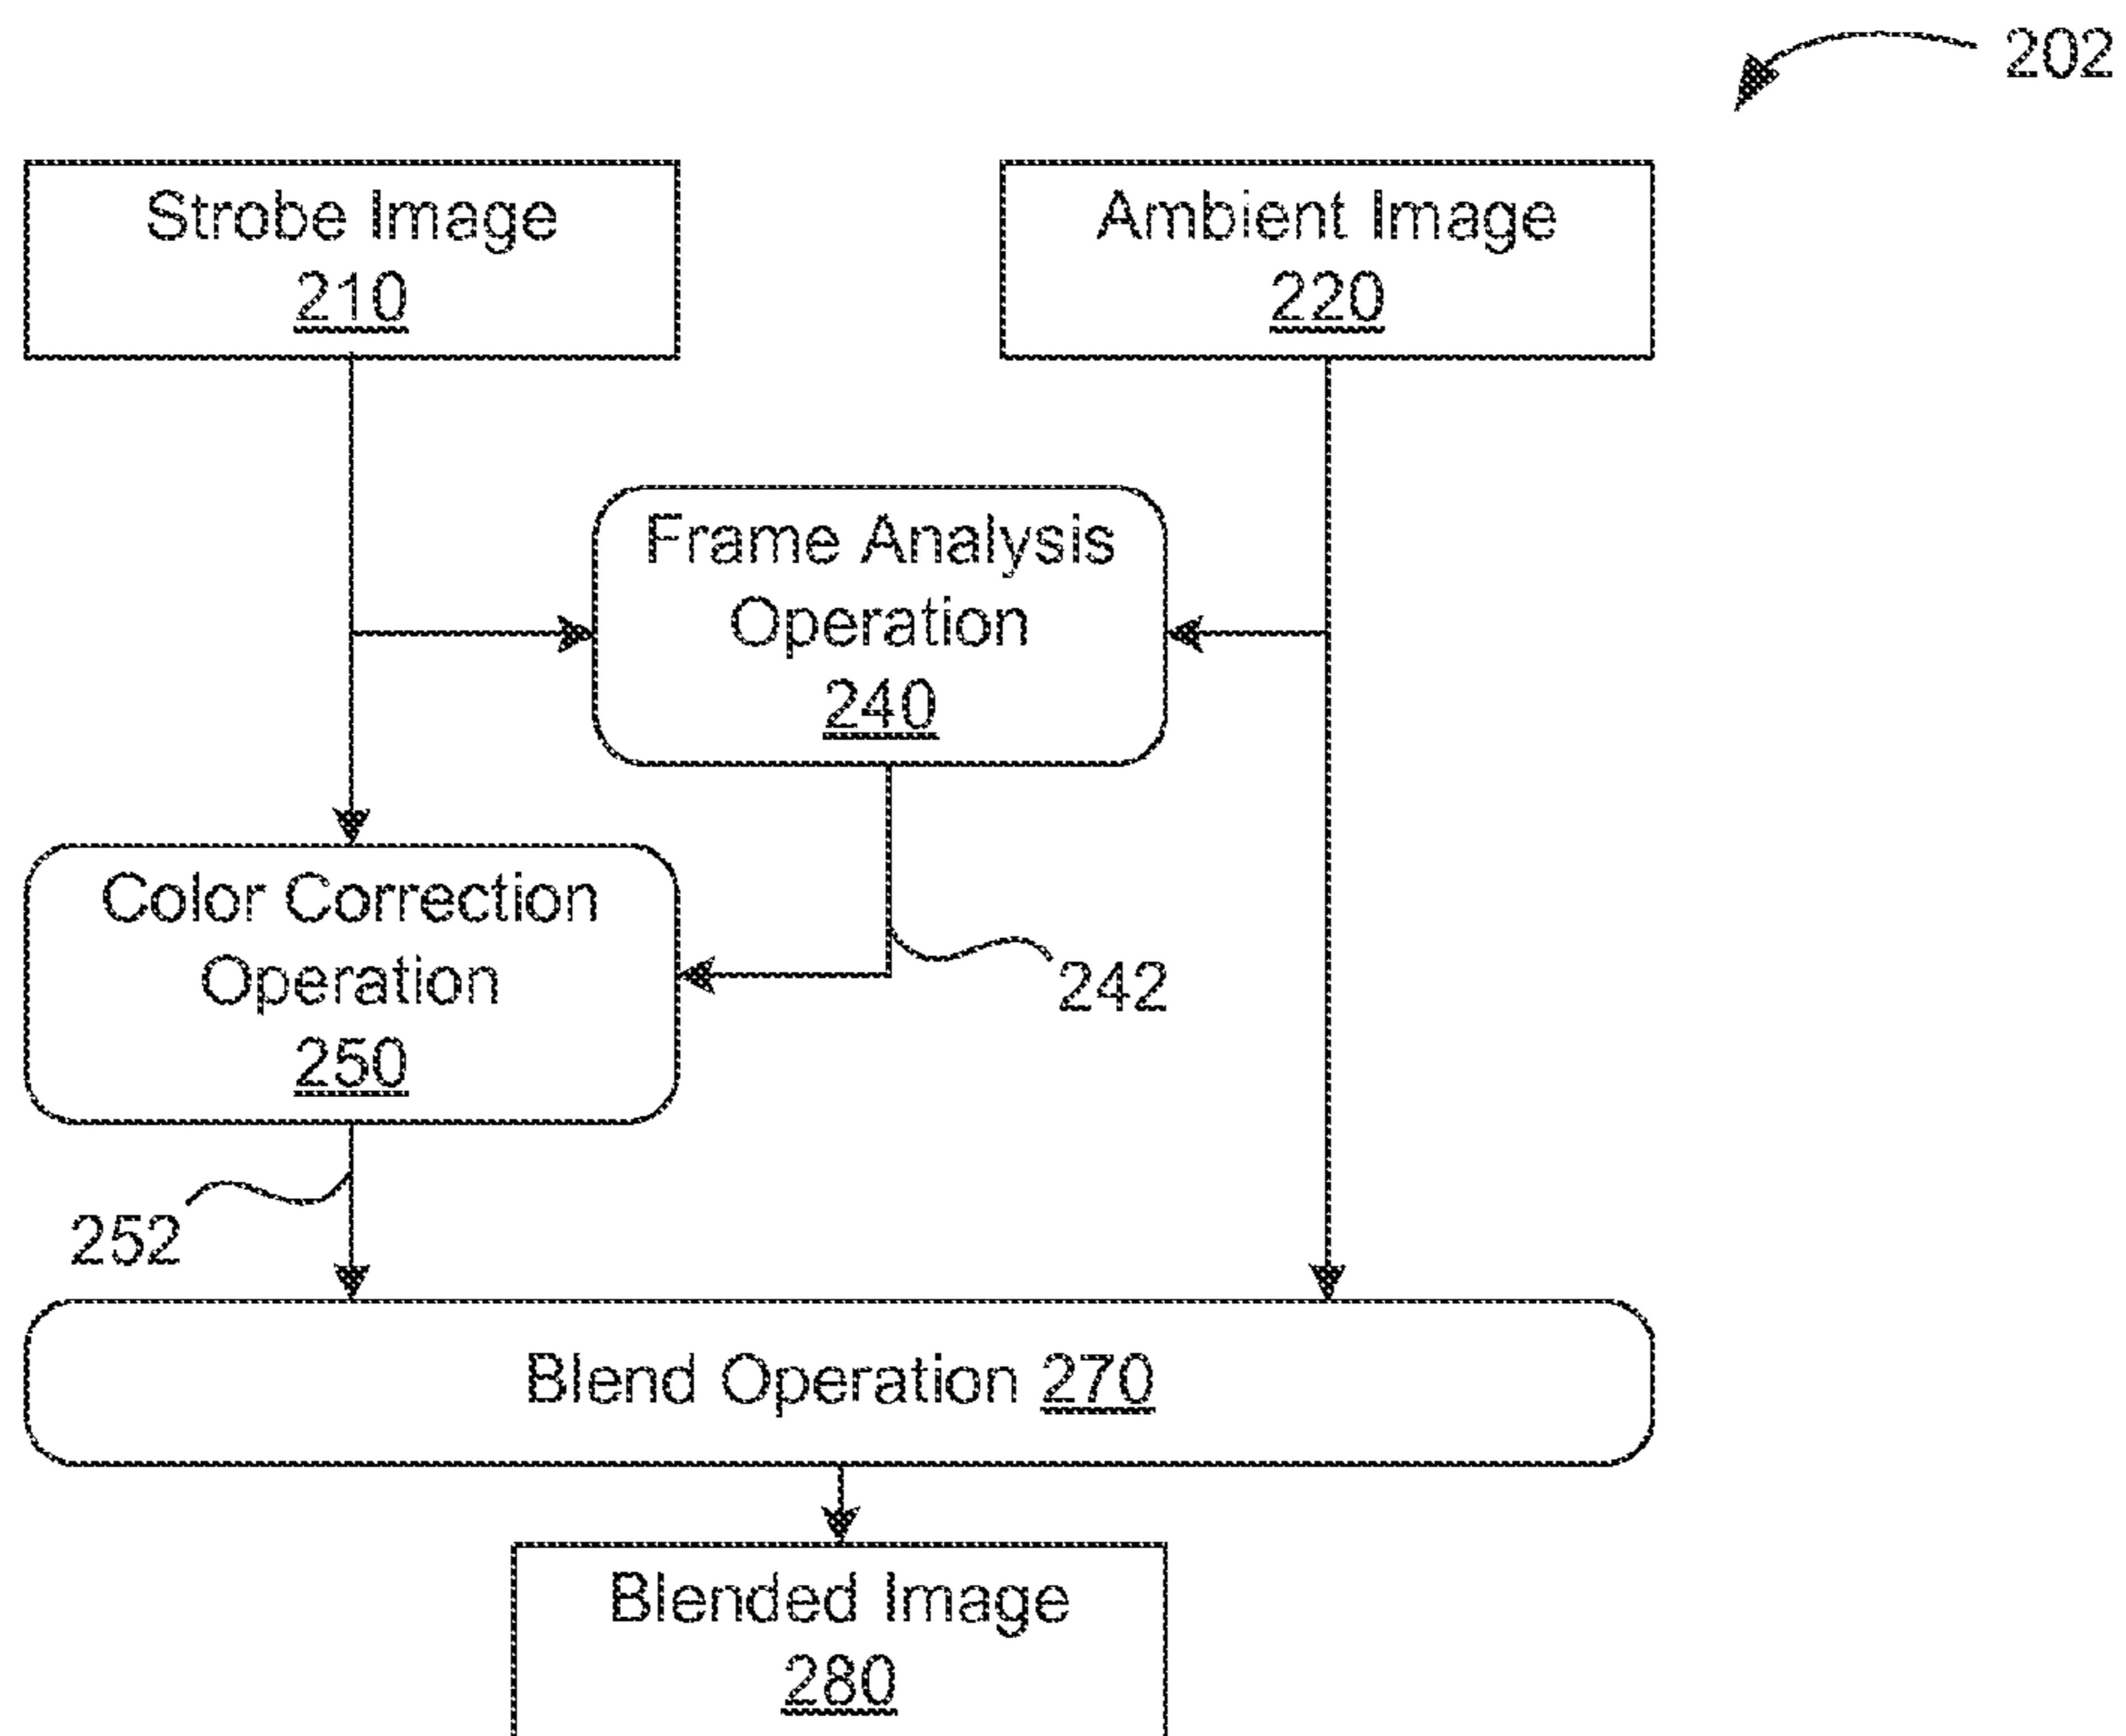 202
Strobe Image
210
Ambient Image
220
Frame Analysis
Operation
240
Color Correction
Operation
250
242
252
Blend Operation 270
Blended Image
280